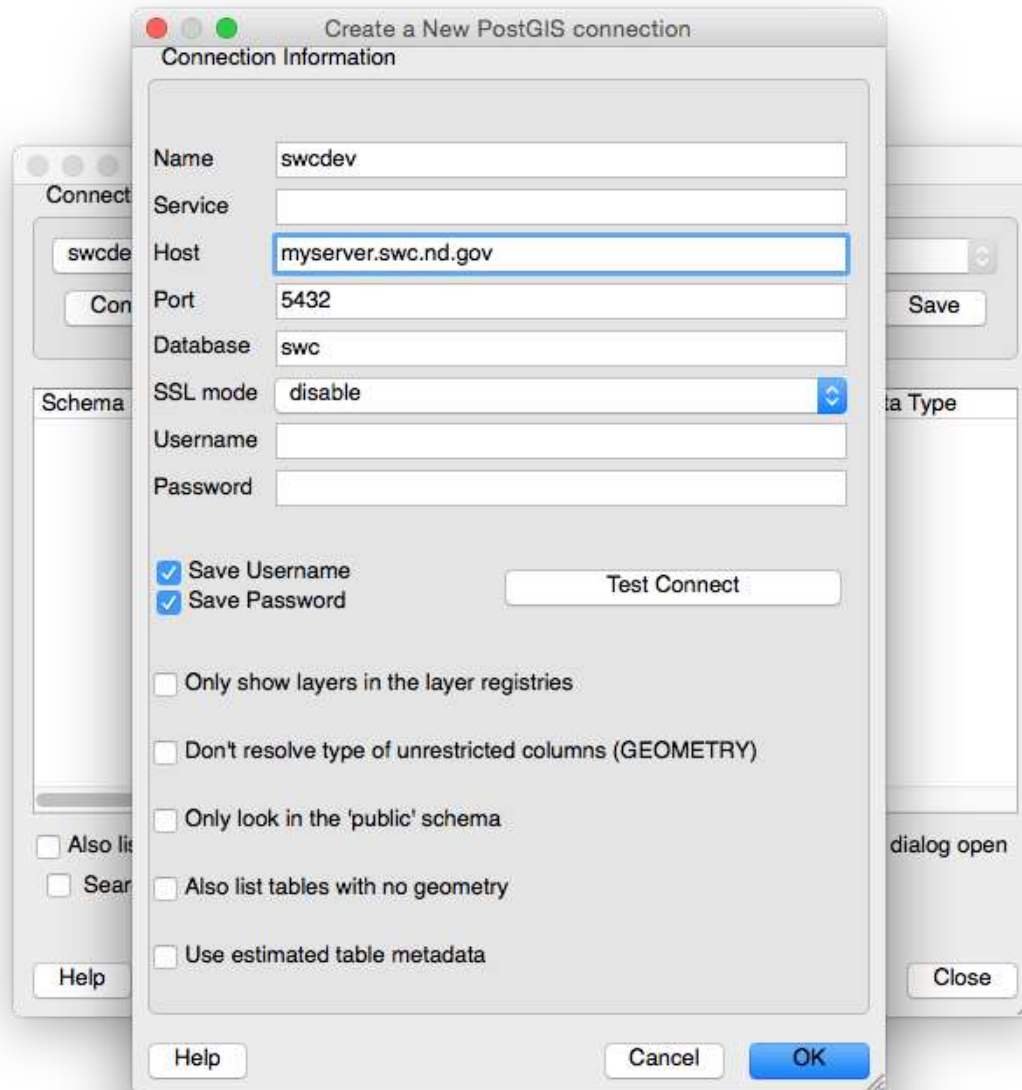 Create a New PostGIS connection
Connection Information
Name swcdev
Service
Host myserver.swc.nd.gov
Port 5432
Database swc
SSL mode disable
Username
Password
Save Username
Save Password
Test Connect
Only show layers in the layer registries
Don't resolve type of unrestricted columns (GEOMETRY)
Only look in the 'public' schema
Also list tables with no geometry
Use estimated table metadata
Help Cancel OK
Connect
swcde
Con Save
Schema ta Type
Also lis dialog open
Sear
Help Close